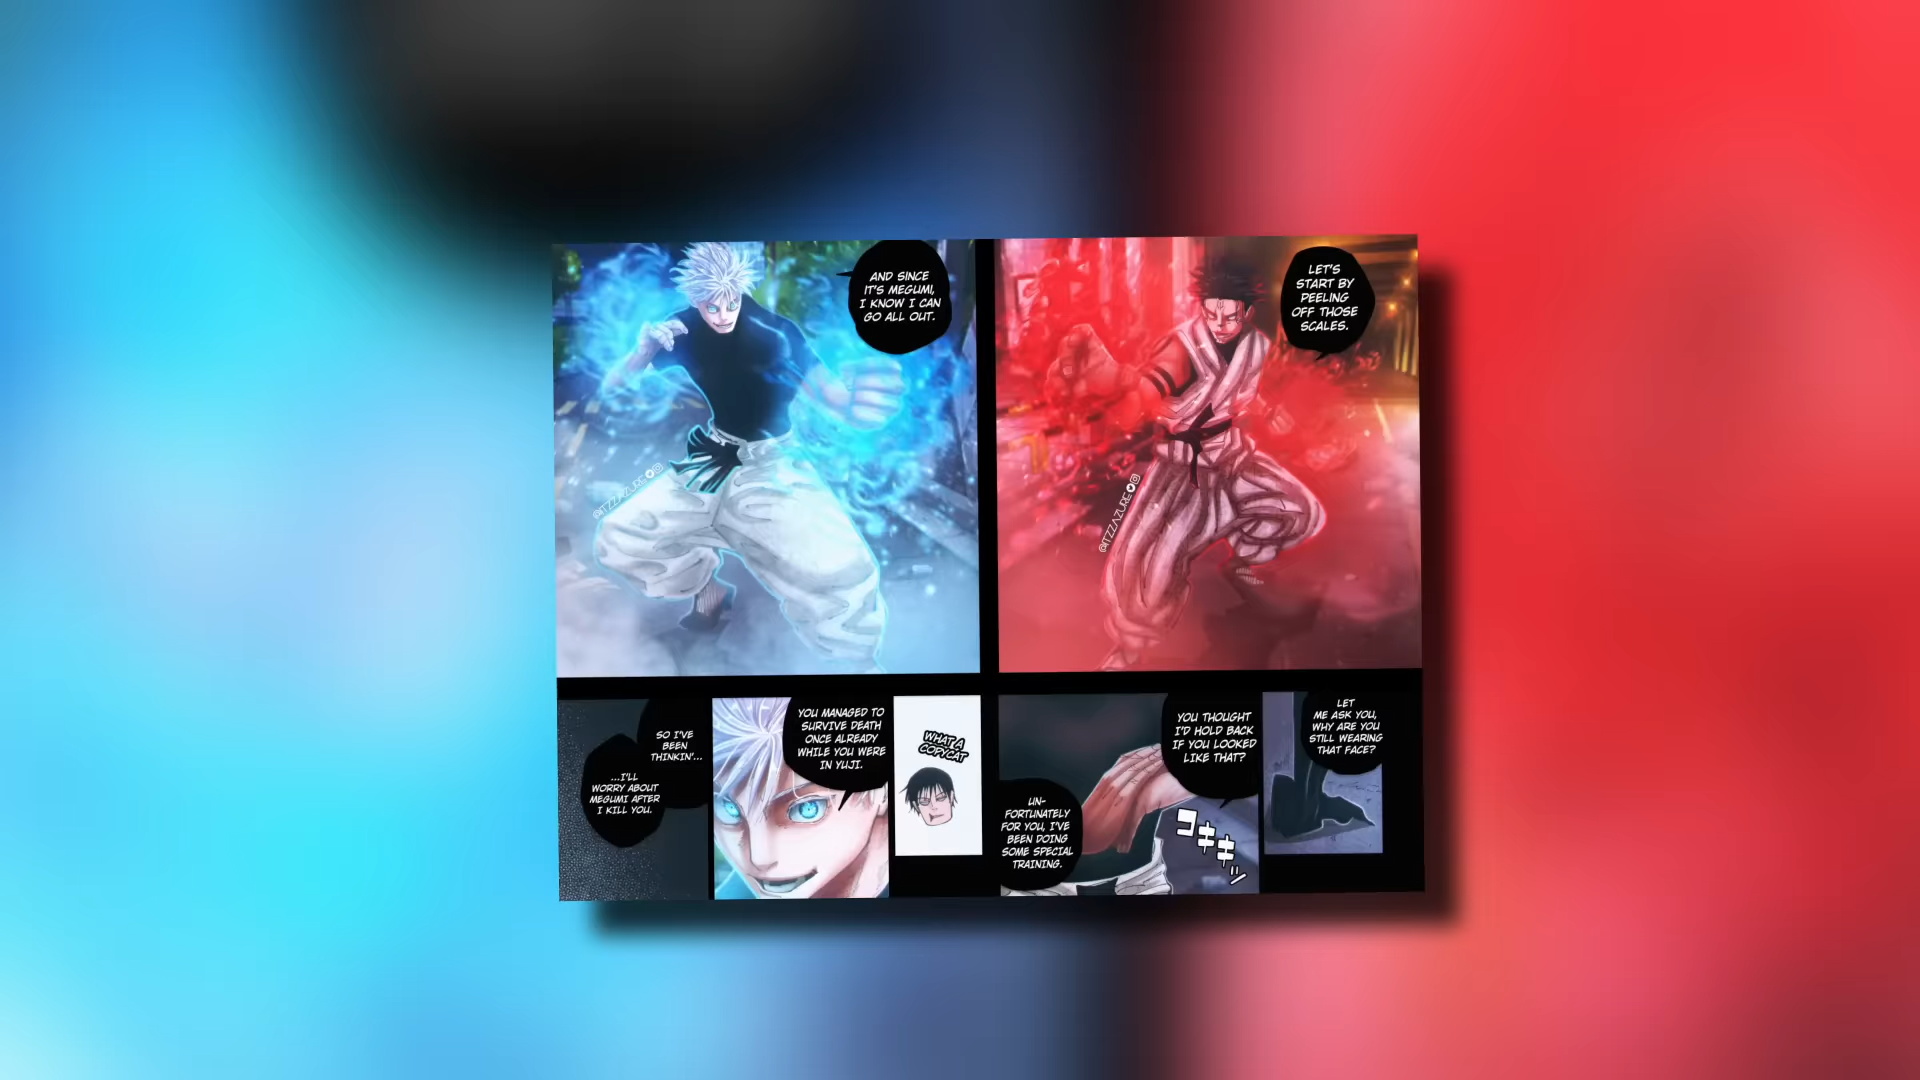 AND SINCE
IT'S MEGUMI,
I KNOW I CAN
GO ALL OUT.
LET'S
START BY
PEELING
OFF THOSE
SCALES.
@ITZZAZURE
@ITZZAZURE
SO I'VE
BEEN
THINKIN'...
...I'LL
WORRY ABOUT
MEGUMI AFTER
I KILL YOU.
YOU MANAGED TO
SURVIVE DEATH
ONCE ALREADY
WHILE YOU WERE
IN YUJI.
WHAT A
COPYCAT
UN-
FORTUNATELY
FOR YOU, I'VE
BEEN DOING
SOME SPECIAL
TRAINING.
YOU THOUGHT
I'D HOLD BACK
IF YOU LOOKED
LIKE THAT?
コキキッ
LET
ME ASK YOU,
WHY ARE YOU
STILL WEARING
THAT FACE?